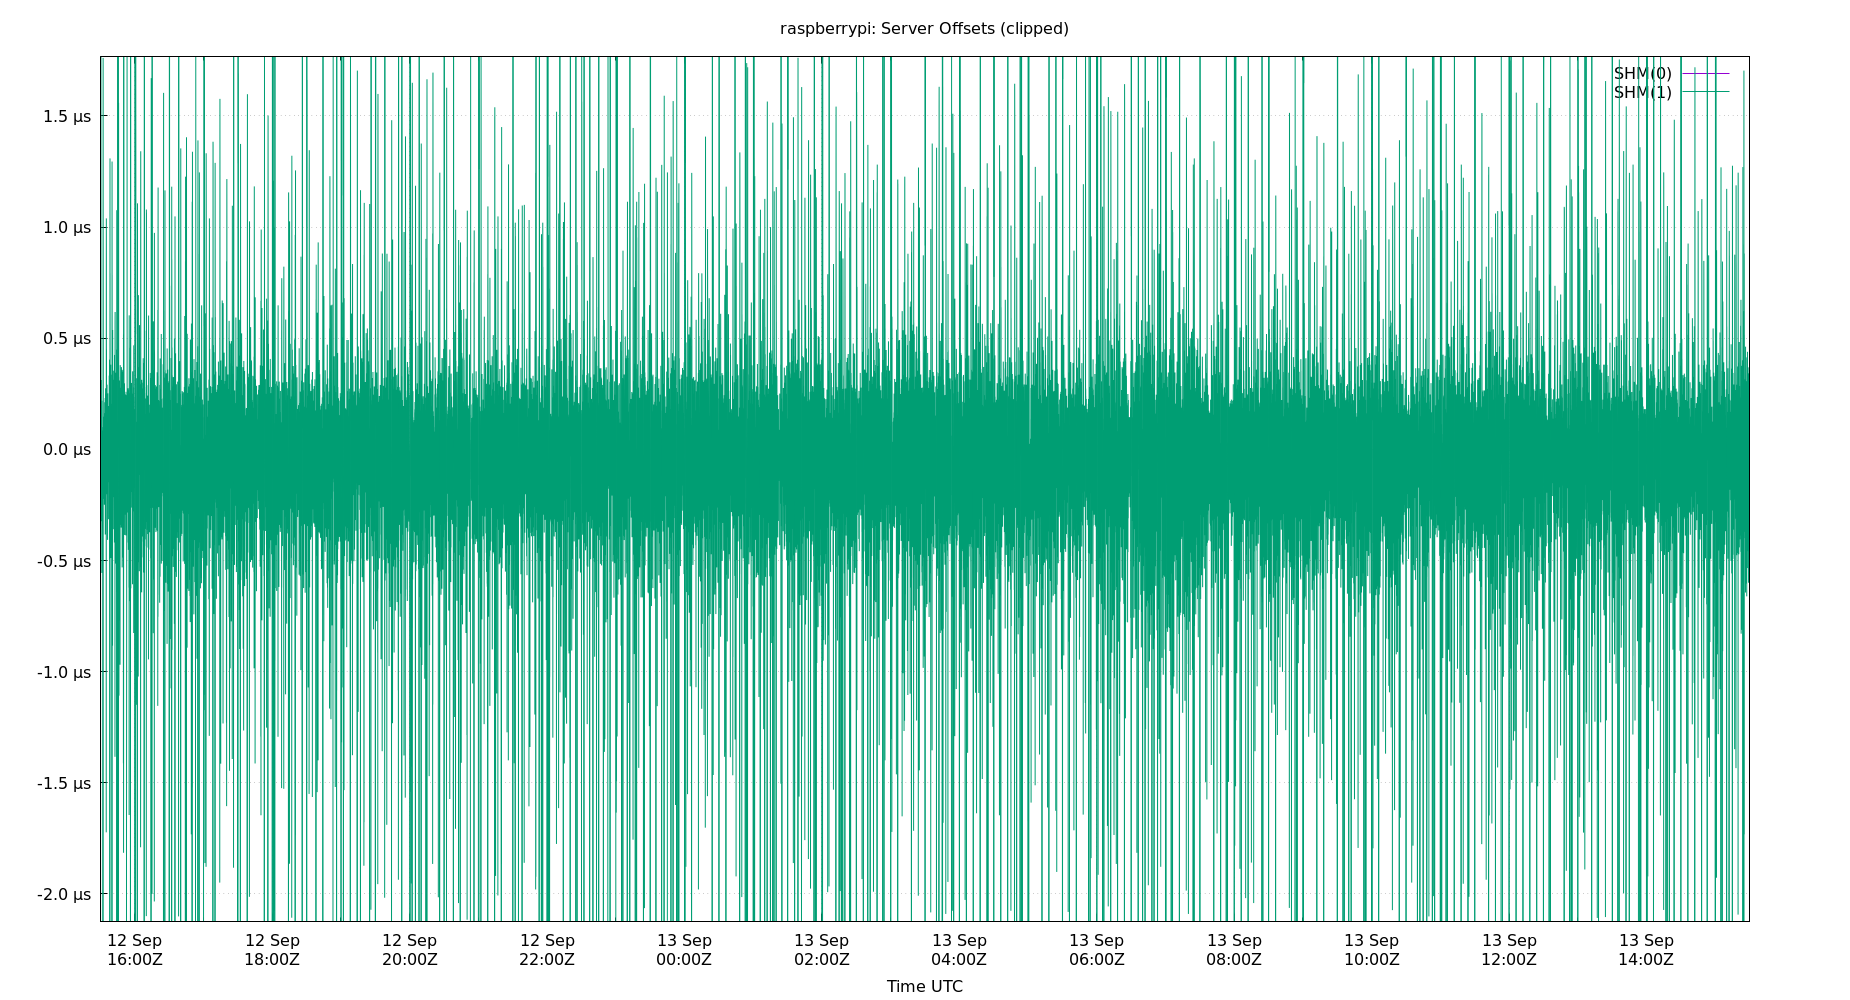 raspberrypi: Server Offsets (clipped)
SHM(0)
SHM(1)
1.5 µs
1.0 µs
0.5 µs
0.0 µs
-0.5 µs
-1.0 µs
-1.5 µs
-2.0 µs
12 Sep 12 Sep 12 Sep 12 Sep 13 Sep 13 Sep 13 Sep 13 Sep 13 Sep 13 Sep 13 Sep 13 Sep
16:00Z 18:00Z 20:00Z 22:00Z 00:00Z 02:00Z 04:00Z 06:00Z 08:00Z 10:00Z 12:00Z 14:00Z
Time UTC